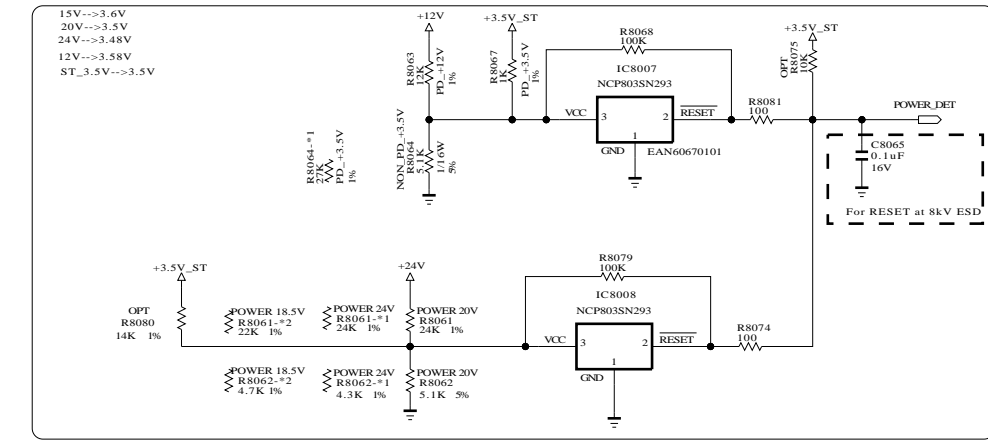 15V-->3.6V
20V-->3.5V
24V-->3.48V
12V-->3.58V
ST_3.5V-->3.5V
+12V
+3.5V_ST
R8063
12K
PD_+12V
1%
R8067
1K
PD_+3.5V
1%
R8068
100K
IC8007
NCP803SN293
VCC
3
2
RESET
1
GND
EAN60670101
R8081
100
+3.5V_ST
OPT
R8075
10K
POWER_DET
C8065
0.1uF
16V
For RESET at 8kV ESD
R8064-*1
27K
PD_+3.5V
1%
NON_PD_+3.5V
R8064
5.1K
1/16W
5%
+3.5V_ST
OPT
R8080
14K 1%
POWER 18.5V
R8061-*2
22K 1%
POWER 24V
R8061-*1
24K 1%
+24V
POWER 20V
R8061
24K 1%
POWER 18.5V
R8062-*2
4.7K 1%
POWER 24V
R8062-*1
4.3K 1%
POWER 20V
R8062
5.1K 5%
R8079
100K
IC8008
NCP803SN293
VCC
3
2
RESET
1
GND
R8074
100